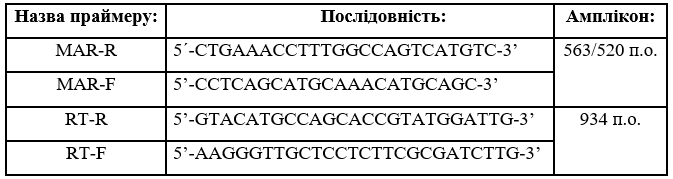 Назва праймеру: Послідовність: Амплікон:
MAR-R 5´-CTGAAACCTTTGGCCAGTCATGTC-3’ 563/520 п.о.
MAR-F 5’-CCTCAGCATGCAAACATGCAGC-3’
RT-R 5’-GTACATGCCAGCACCGTATGGATTG-3’ 934 п.о.
RT-F 5’-AAGGGTTGCTCCTCTTCGCGATCTTG-3’